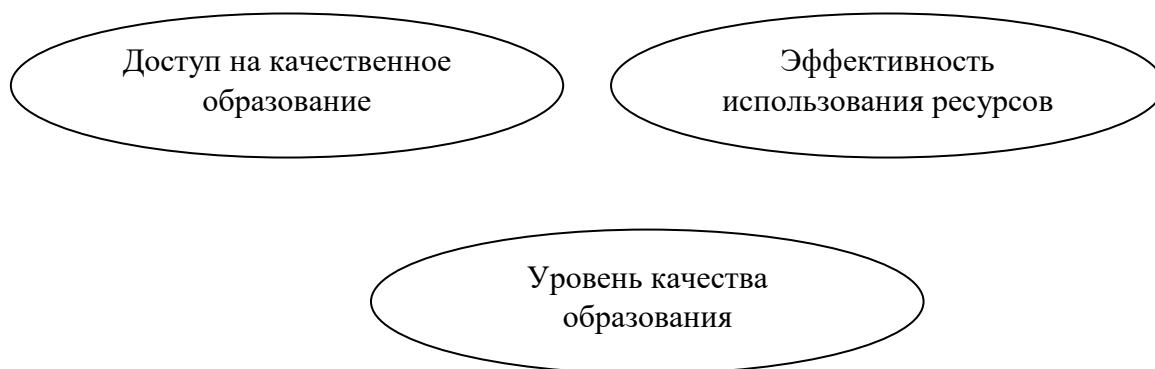 Доступ на качественное
образование
Эффективность
использования ресурсов
Уровень качества
образования